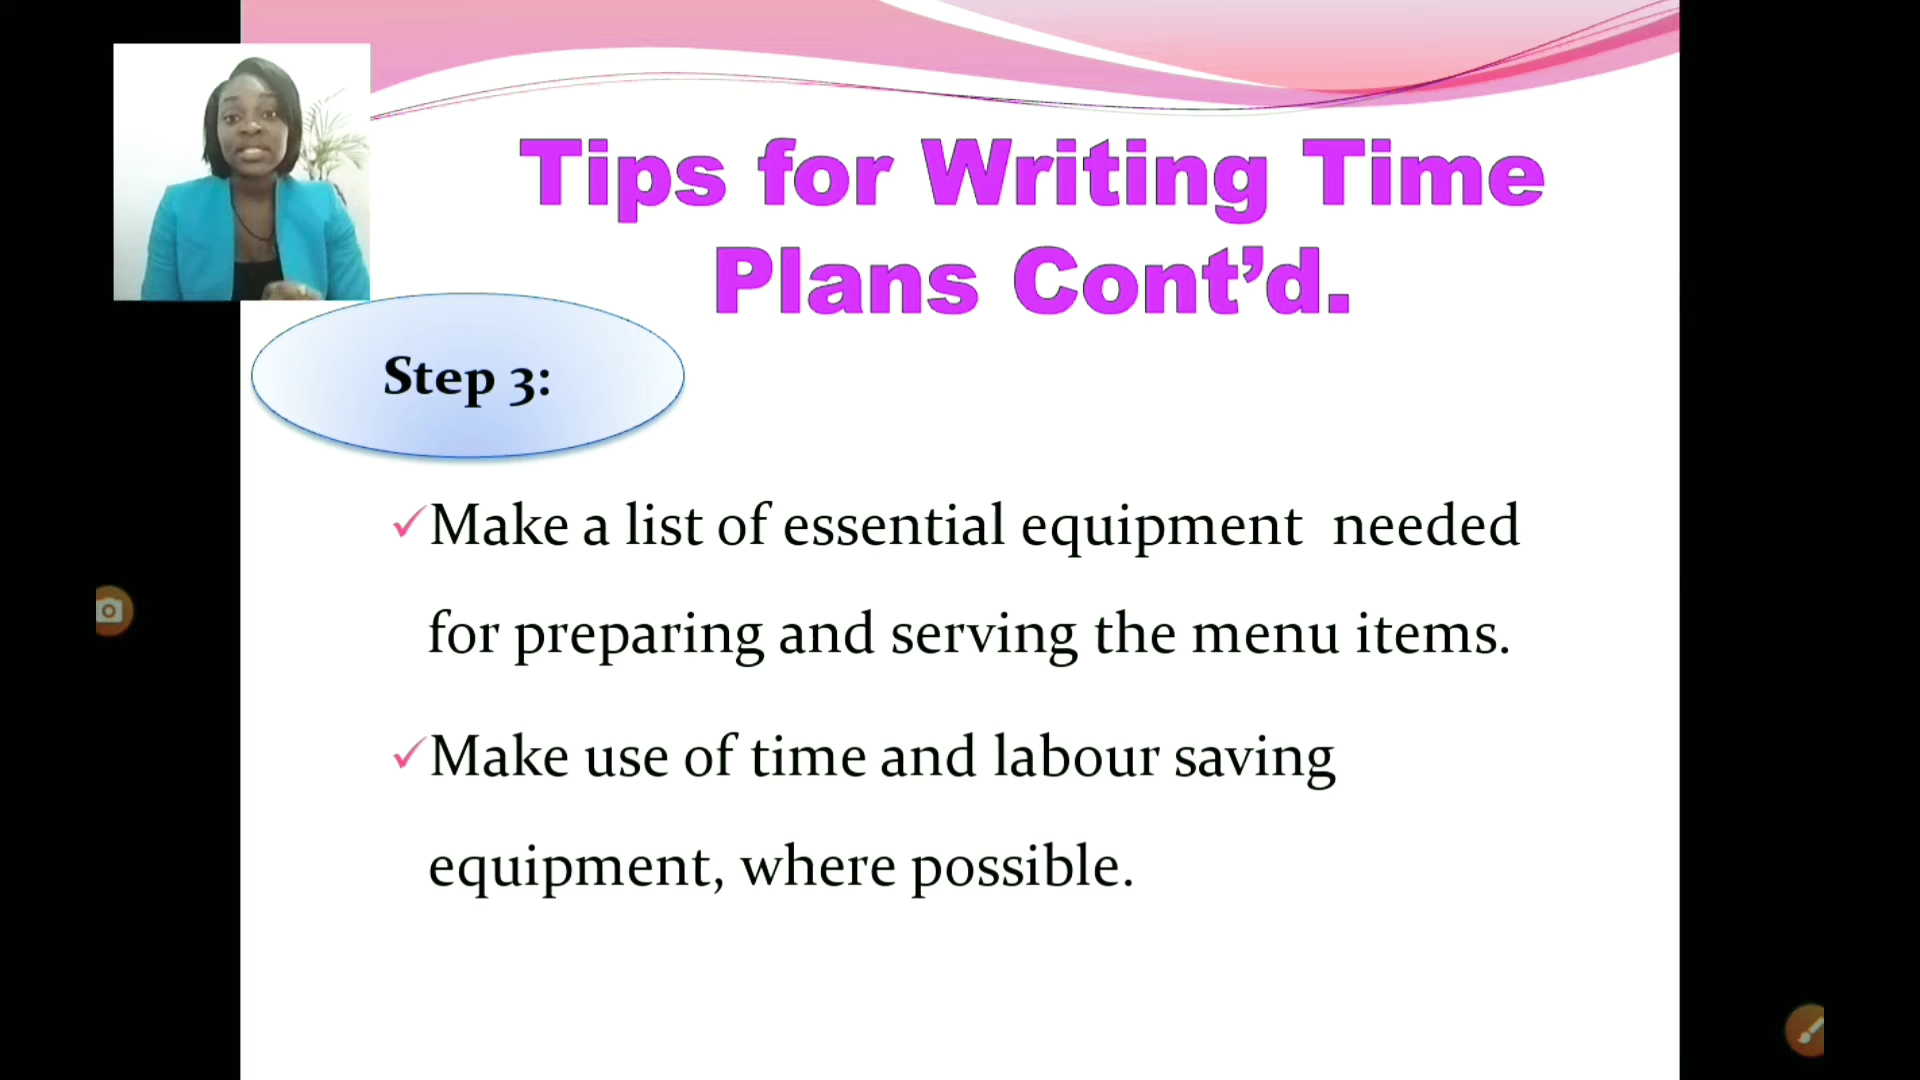 Tips for Writing Time
Plans Cont’d.
Step 3:
Make a list of essential equipment needed
for preparing and serving the menu items.
Make use of time and labour saving
equipment, where possible.